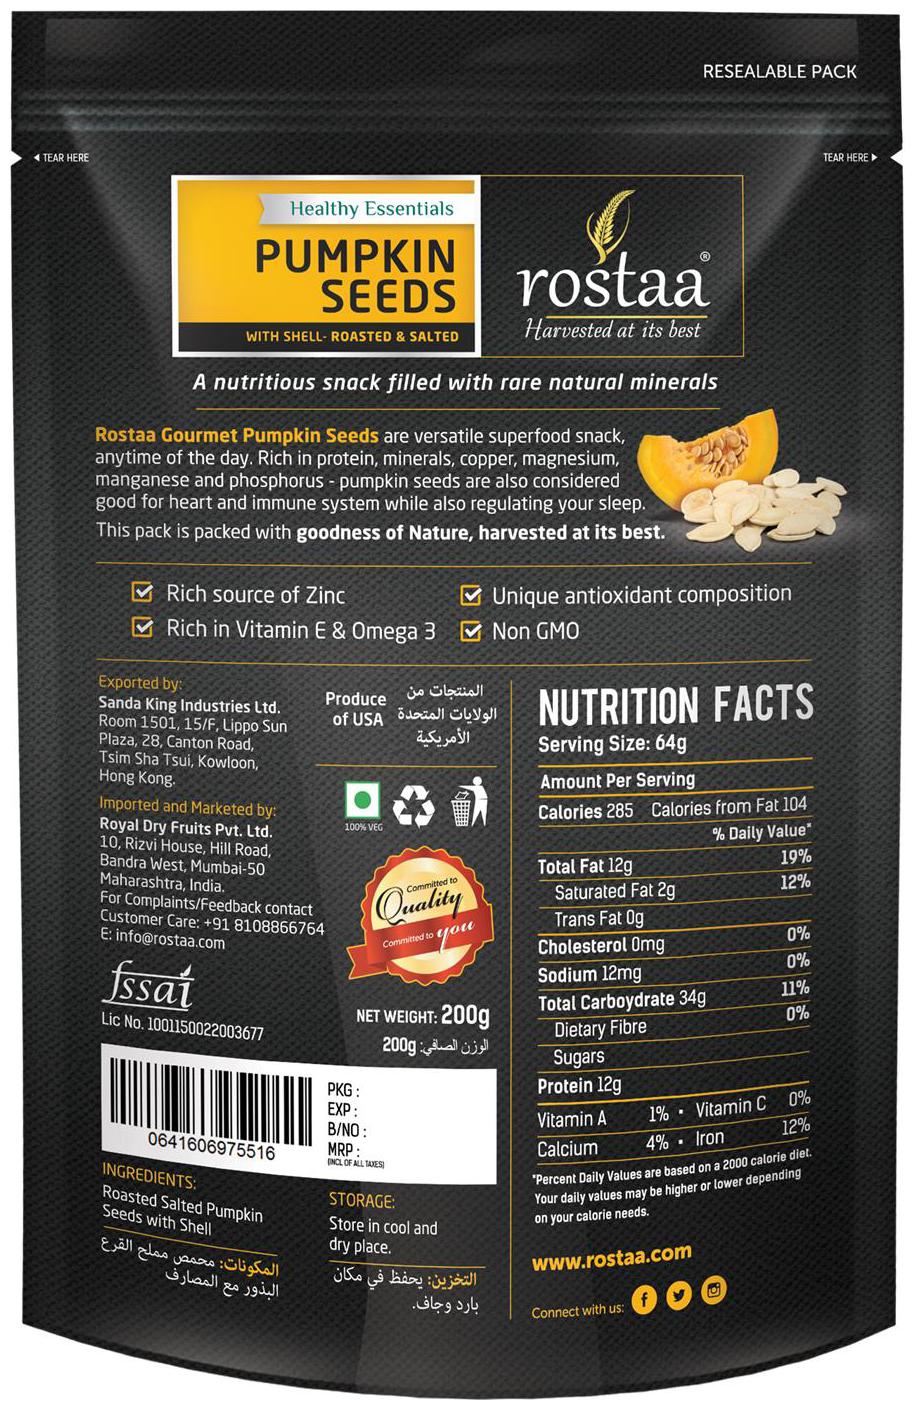 RESEALABLE PACK
TEAR HERE
TEAR HERE
Healthy Essentials
PUMPKIN
SEEDS
WITH SHELL- ROASTED & SALTED
rostaa®
Harvested at its best
A nutritious snack filled with rare natural minerals
Rostaa Gourmet Pumpkin Seeds are versatile superfood snack,
anytime of the day. Rich in protein, minerals, copper, magnesium,
manganese and phosphorus - pumpkin seeds are also considered
good for heart and immune system while also regulating your sleep.
This pack is packed with goodness of Nature, harvested at its best.
Rich source of Zinc
Unique antioxidant composition
Rich in Vitamin E & Omega 3
Non GMO
Exported by:
Sanda King Industries Ltd.
Room 1501, 15/F, Lippo Sun
Plaza, 28, Canton Road,
Tsim Sha Tsui, Kowloon,
Hong Kong.
Imported and Marketed by:
Royal Dry Fruits Pvt. Ltd.
10, Rizvi House, Hill Road,
Bandra West, Mumbai-50
Maharashtra, India.
For Complaints/Feedback contact
Customer Care: +91 8108866764
E: info@rostaa.com
fssai
Lic No. 1001150022003677
Produce
of USA
المنتجات من
الولايات المتحدة
الأمريكية
100% VEG
Committed to
Quality
Committed to you
NET WEIGHT: 200g
الوزن الصافي: 200g
0641606975516
PKG :
EXP :
B/NO :
MRP :
(INCL OF ALL TAXES)
INGREDIENTS:
Roasted Salted Pumpkin
Seeds with Shell
المكونات: محمص مملح القرع
البذور مع المصارف
STORAGE:
Store in cool and
dry place.
التخزين: يحفظ في مكان
بارد وجاف.
NUTRITION FACTS
Serving Size: 64g
Amount Per Serving
Calories 285 Calories from Fat 104
% Daily Value*
Total Fat 12g 19%
Saturated Fat 2g 12%
Trans Fat 0g
Cholesterol 0mg 0%
Sodium 12mg 0%
Total Carboydrate 34g 11%
Dietary Fibre 0%
Sugars
Protein 12g
Vitamin A 1% • Vitamin C 0%
Calcium 4% • Iron 12%
*Percent Daily Values are based on a 2000 calorie diet.
Your daily values may be higher or lower depending
on your calorie needs.
www.rostaa.com
Connect with us: